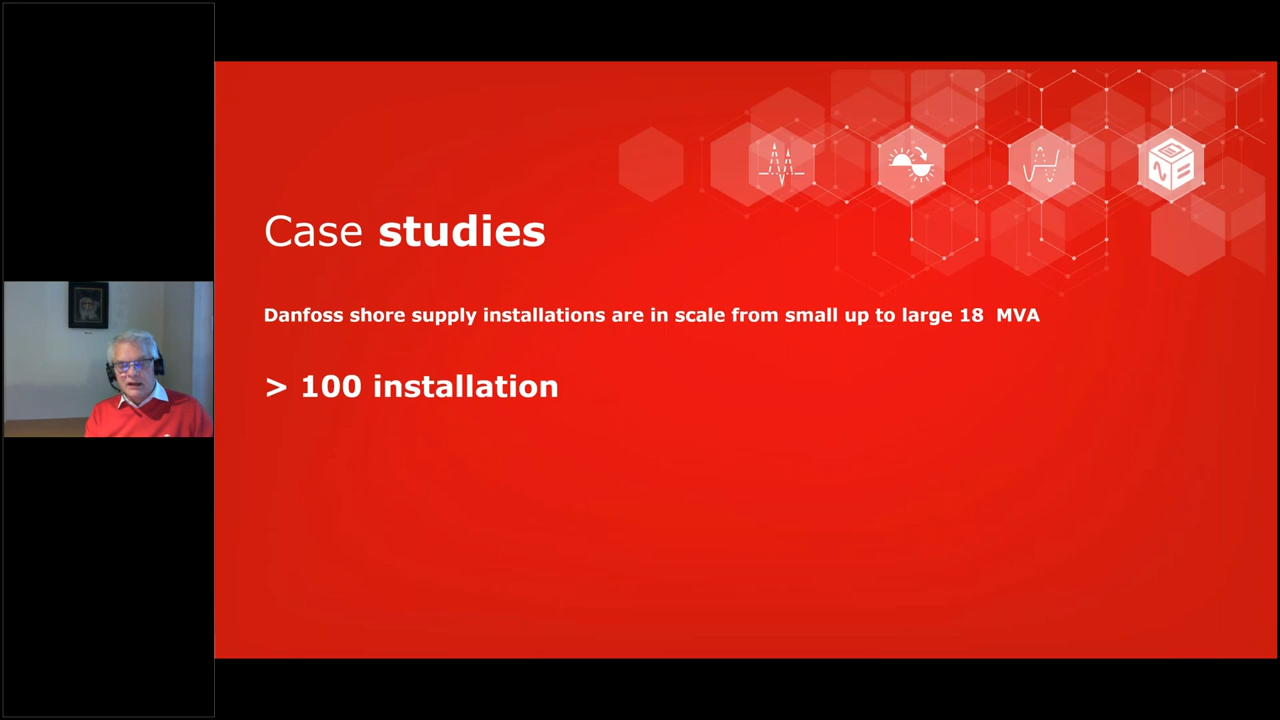 Case studies
Danfoss shore supply installations are in scale from small up to large 18 MVA
> 100 installation